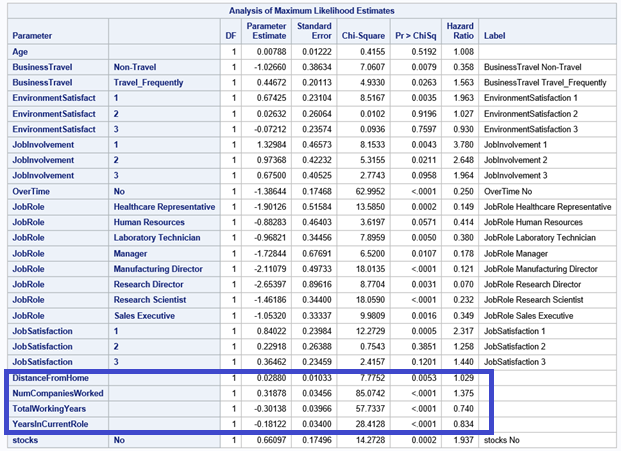 Analysis of Maximum Likelihood Estimates
Parameter DF Parameter Estimate Standard Error Chi-Square Pr > ChiSq Hazard Ratio Label
Age 1 0.00788 0.01222 0.4155 0.5192 1.008
BusinessTravel Non-Travel 1 -1.02660 0.38634 7.0607 0.0079 0.358 BusinessTravel Non-Travel
BusinessTravel Travel_Frequently 1 0.44672 0.20113 4.9330 0.0263 1.563 BusinessTravel Travel_Frequently
EnvironmentSatisfact 1 1 0.67425 0.23104 8.5167 0.0035 1.963 EnvironmentSatisfaction 1
EnvironmentSatisfact 2 1 0.02632 0.26064 0.0102 0.9196 1.027 EnvironmentSatisfaction 2
EnvironmentSatisfact 3 1 -0.07212 0.23574 0.0936 0.7597 0.930 EnvironmentSatisfaction 3
JobInvolvement 1 1 1.32984 0.46573 8.1533 0.0043 3.780 JobInvolvement 1
JobInvolvement 2 1 0.97368 0.42232 5.3155 0.0211 2.648 JobInvolvement 2
JobInvolvement 3 1 0.67500 0.40525 2.7743 0.0958 1.964 JobInvolvement 3
OverTime No 1 -1.38644 0.17468 62.9952 <.0001 0.250 OverTime No
JobRole Healthcare Representative 1 -1.90126 0.51584 13.5850 0.0002 0.149 JobRole Healthcare Representative
JobRole Human Resources 1 -0.88283 0.46403 3.6197 0.0571 0.414 JobRole Human Resources
JobRole Laboratory Technician 1 -0.96821 0.34456 7.8959 0.0050 0.380 JobRole Laboratory Technician
JobRole Manager 1 -1.72844 0.67691 6.5200 0.0107 0.178 JobRole Manager
JobRole Manufacturing Director 1 -2.11079 0.49733 18.0135 <.0001 0.121 JobRole Manufacturing Director
JobRole Research Director 1 -2.65397 0.89616 8.7704 0.0031 0.070 JobRole Research Director
JobRole Research Scientist 1 -1.46186 0.34400 18.0590 <.0001 0.232 JobRole Research Scientist
JobRole Sales Executive 1 -1.05320 0.33337 9.9809 0.0016 0.349 JobRole Sales Executive
JobSatisfaction 1 1 0.84022 0.23984 12.2729 0.0005 2.317 JobSatisfaction 1
JobSatisfaction 2 1 0.22918 0.26388 0.7543 0.3851 1.258 JobSatisfaction 2
JobSatisfaction 3 1 0.36462 0.23459 2.4157 0.1201 1.440 JobSatisfaction 3
DistanceFromHome 1 0.02880 0.01033 7.7752 0.0053 1.029
NumCompaniesWorked 1 0.31878 0.03456 85.0742 <.0001 1.375
TotalWorkingYears 1 -0.30138 0.03966 57.7337 <.0001 0.740
YearsInCurrentRole 1 -0.18122 0.03400 28.4128 <.0001 0.834
stocks No 1 0.66097 0.17496 14.2728 0.0002 1.937 stocks No